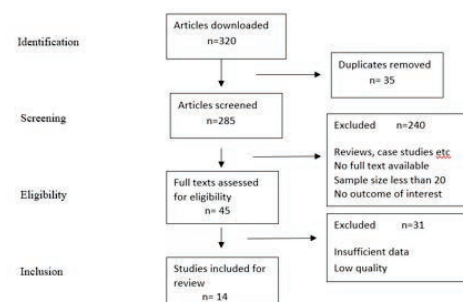 Articles downloaded
n=320
Identification
Duplicates removed
n= 35
Articles screened
n=285
Screening
Excluded n=240
Reviews, case studies etc
No full text available
Sample size less than 20
No outcome of interest
Full texts assessed
for eligibility
n= 45
Eligibility
Excluded n=31
Insufficient data
Low quality
Inclusion
Studies included for
review
n= 14